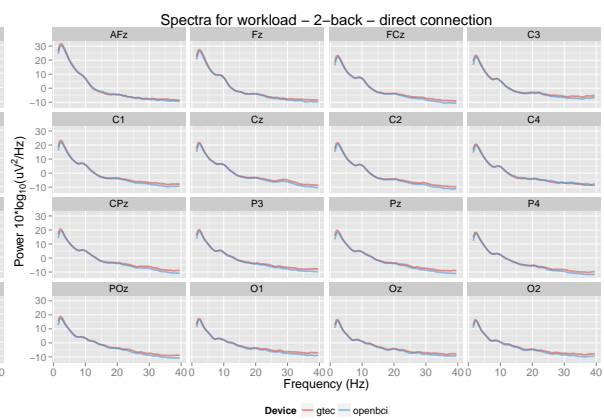 Spectra for workload – 2–back – direct connection
AFz Fz FCz C3
30
20
10
0
−10
C1 Cz C2 C4
30
20
10
0
−10
CPz P3 Pz P4
30
20
10
0
−10
POz O1 Oz O2
30
20
10
0
−10
0 0 10 20 30 40 0 10 20 30 40 0 10 20 30 40 0 10 20 30 40
Power 10*log10(uV^2/Hz)
Frequency (Hz)
Device gtec openbci